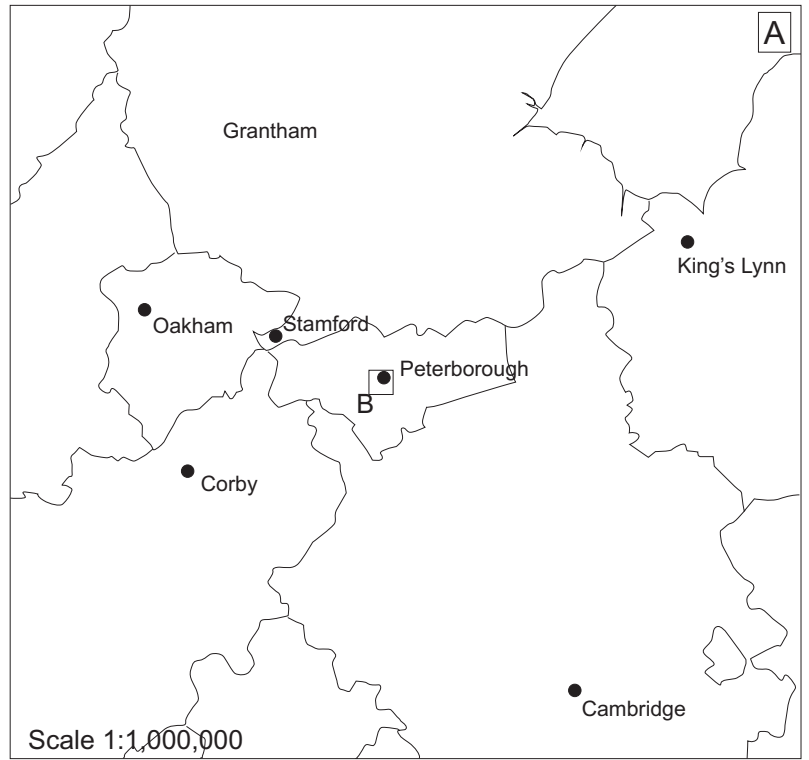 A
Grantham
King's Lynn
Oakham
Stamford
Peterborough
B
Corby
Cambridge
Scale 1:1,000,000